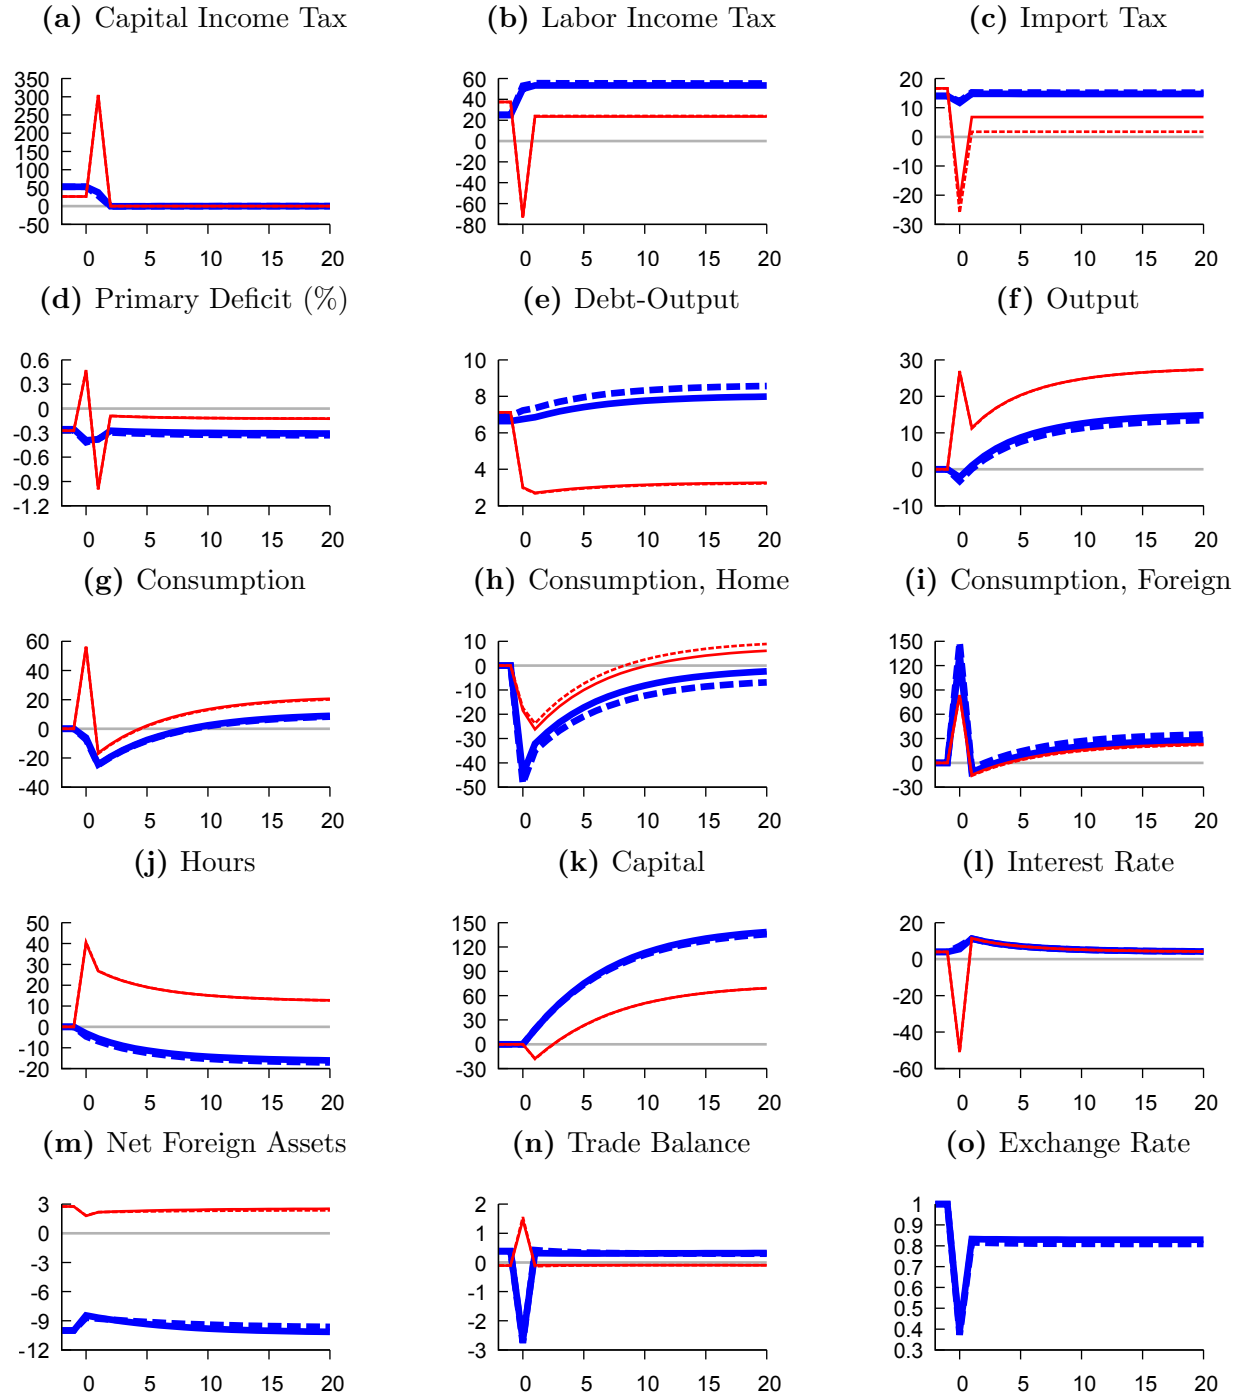 (a) Capital Income Tax (b) Labor Income Tax (c) Import Tax
350 60 20
300 40 10
250 20 0
200 0 -10
150 -20 -20
100 -40 -30
50 -60
0 -80
-50
0 5 10 15 20 0 5 10 15 20 0 5 10 15 20
(d) Primary Deficit (%) (e) Debt-Output (f) Output
0.6 10 30
0.3 8 20
0 6 10
-0.3 4 0
-0.6 2 -10
-0.9
-1.2
0 5 10 15 20 0 5 10 15 20 0 5 10 15 20
(g) Consumption (h) Consumption, Home (i) Consumption, Foreign
60 10 150
40 0 120
20 -10 90
0 -20 60
-20 -30 30
-40 -40 0
-50 -30
0 5 10 15 20 0 5 10 15 20 0 5 10 15 20
(j) Hours (k) Capital (l) Interest Rate
50 150 20
40 120 0
30 90 -20
20 60 -40
10 30 -60
0 0
-10 -30
-20
0 5 10 15 20 0 5 10 15 20 0 5 10 15 20
(m) Net Foreign Assets (n) Trade Balance (o) Exchange Rate
3 2 1
0 1 0.9
-3 0 0.8
-6 -1 0.7
-9 -2 0.6
-12 -3 0.5
0.4
0.3
0 5 10 15 20 0 5 10 15 20 0 5 10 15 20